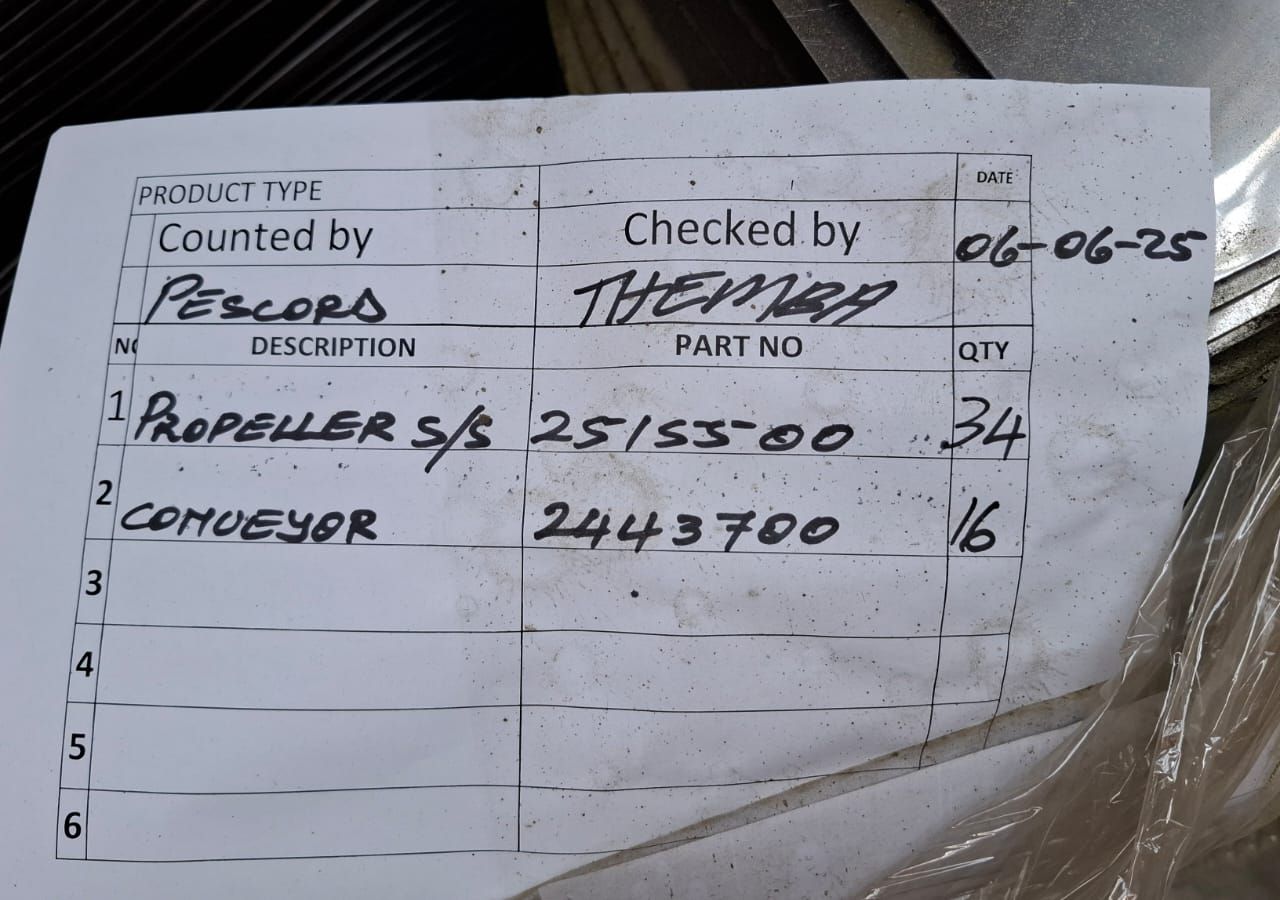 PRODUCT TYPE DATE
Counted by Checked by 06-06-25
PESCORD THEMBA
NO DESCRIPTION PART NO QTY
1 PROPELLER S/S 25155-00 34
2 CONVEYOR 2443700 16
3
4
5
6